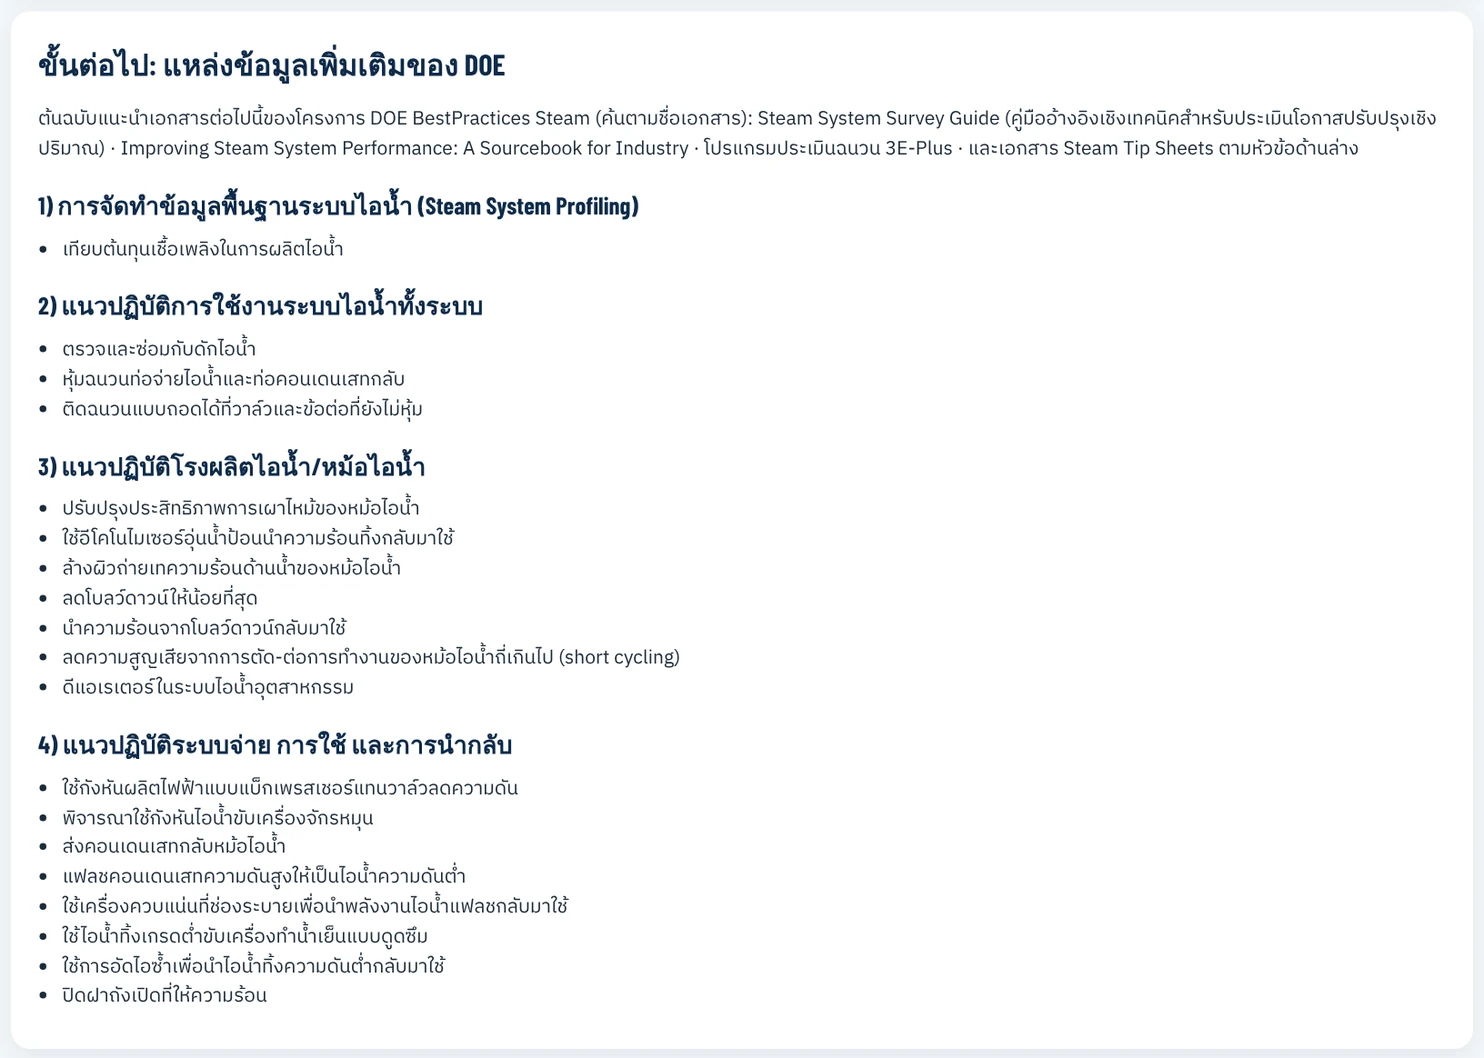 ขั้นต่อไป: แหล่งข้อมูลเพิ่มเติมของ DOE
ต้นฉบับแนะนำเอกสารต่อไปนี้ของโครงการ DOE BestPractices Steam (ค้นตามชื่อเอกสาร): Steam System Survey Guide (คู่มืออ้างอิงเชิงเทคนิคสำหรับประเมินโอกาสปรับปรุงเชิง
ปริมาณ) · Improving Steam System Performance: A Sourcebook for Industry · โปรแกรมประเมินฉนวน 3E-Plus · และเอกสาร Steam Tip Sheets ตามหัวข้อด้านล่าง
1) การจัดทำข้อมูลพื้นฐานระบบไอน้ำ (Steam System Profiling)
• เทียบต้นทุนเชื้อเพลิงในการผลิตไอน้ำ
2) แนวปฏิบัติการใช้งานระบบไอน้ำทั้งระบบ
• ตรวจและซ่อมกับดักไอน้ำ
• หุ้มฉนวนท่อจ่ายไอน้ำและท่อคอนเดนเสทกลับ
• ติดฉนวนแบบถอดได้ที่วาล์วและข้อต่อที่ยังไม่หุ้ม
3) แนวปฏิบัติโรงผลิตไอน้ำ/หม้อไอน้ำ
• ปรับปรุงประสิทธิภาพการเผาไหม้ของหม้อไอน้ำ
• ใช้อีโคโนไมเซอร์อุ่นน้ำป้อนนำความร้อนทิ้งกลับมาใช้
• ล้างผิวถ่ายเทความร้อนด้านน้ำของหม้อไอน้ำ
• ลดโบลว์ดาวน์ให้น้อยที่สุด
• นำความร้อนจากโบลว์ดาวน์กลับมาใช้
• ลดความสูญเสียจากการตัด-ต่อการทำงานของหม้อไอน้ำถี่เกินไป (short cycling)
• ดีแอเรเตอร์ในระบบไอน้ำอุตสาหกรรม
4) แนวปฏิบัติระบบจ่าย การใช้ และการนำกลับ
• ใช้กังหันผลิตไฟฟ้าแบบแบ็กเพรสเชอร์แทนวาล์วลดความดัน
• พิจารณาใช้กังหันไอน้ำขับเครื่องจักรหมุน
• ส่งคอนเดนเสทกลับหม้อไอน้ำ
• แฟลชคอนเดนเสทความดันสูงให้เป็นไอน้ำความดันต่ำ
• ใช้เครื่องควบแน่นที่ช่องระบายเพื่อนำพลังงานไอน้ำแฟลชกลับมาใช้
• ใช้ไอน้ำทิ้งเกรดต่ำขับเครื่องทำน้ำเย็นแบบดูดซึม
• ใช้การอัดไอซ้ำเพื่อนำไอน้ำทิ้งความดันต่ำกลับมาใช้
• ปิดฝาถังเปิดที่ให้ความร้อน